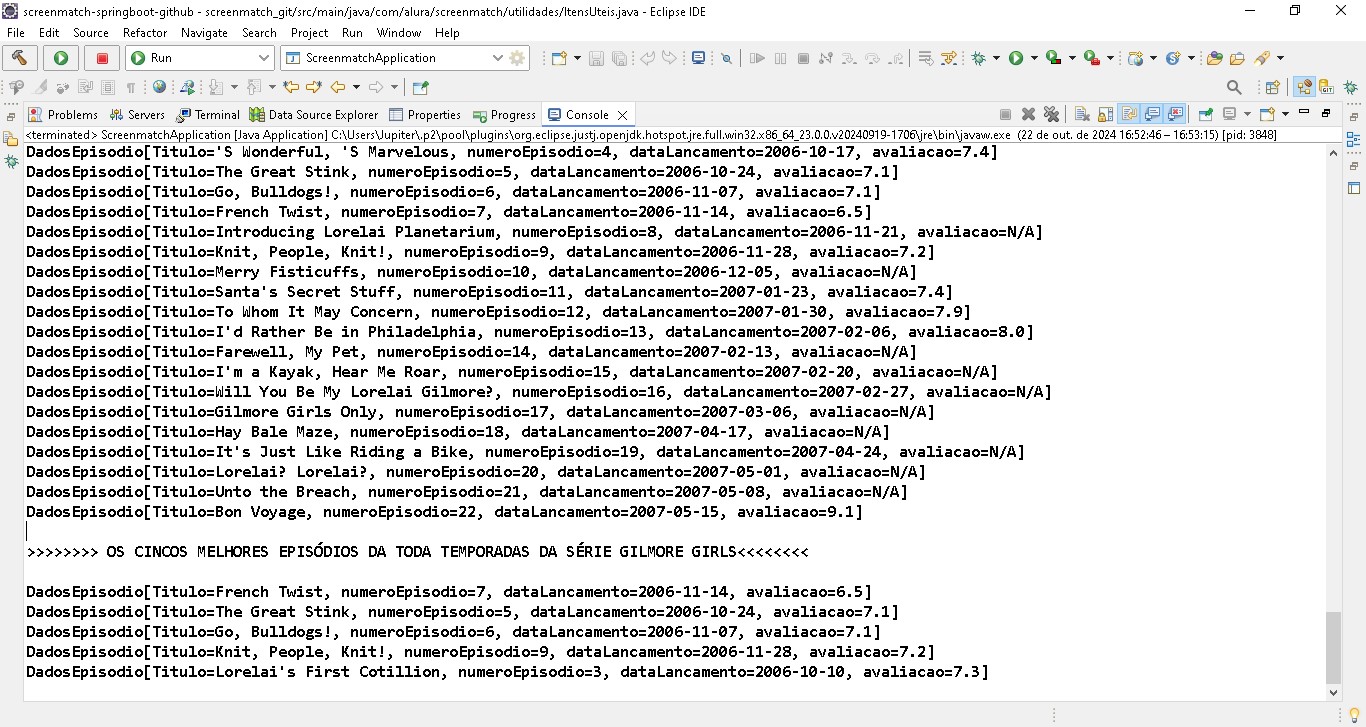 screenmatch-springboot-github - screenmatch_git/src/main/java/com/alura/screenmatch/utilidades/ItensUteis.java - Eclipse IDE
File Edit Source Refactor Navigate Search Project Run Window Help
Run ScreenmatchApplication
Problems Servers Terminal Data Source Explorer Properties Progress Console
<terminated> ScreenmatchApplication [Java Application] C:\Users\Jupiter\.p2\pool\plugins\org.eclipse.justj.openjdk.hotspot.jre.full.win32.x86_64_23.0.0.v20240919-1706\jre\bin\javaw.exe (22 de out. de 2024 16:52:46 – 16:53:15) [pid: 3848]
DadosEpisodio[Titulo='S Wonderful, 'S Marvelous, numeroEpisodio=4, dataLancamento=2006-10-17, avaliacao=7.4]
DadosEpisodio[Titulo=The Great Stink, numeroEpisodio=5, dataLancamento=2006-10-24, avaliacao=7.1]
DadosEpisodio[Titulo=Go, Bulldogs!, numeroEpisodio=6, dataLancamento=2006-11-07, avaliacao=7.1]
DadosEpisodio[Titulo=French Twist, numeroEpisodio=7, dataLancamento=2006-11-14, avaliacao=6.5]
DadosEpisodio[Titulo=Introducing Lorelai Planetarium, numeroEpisodio=8, dataLancamento=2006-11-21, avaliacao=N/A]
DadosEpisodio[Titulo=Knit, People, Knit!, numeroEpisodio=9, dataLancamento=2006-11-28, avaliacao=7.2]
DadosEpisodio[Titulo=Merry Fisticuffs, numeroEpisodio=10, dataLancamento=2006-12-05, avaliacao=N/A]
DadosEpisodio[Titulo=Santa's Secret Stuff, numeroEpisodio=11, dataLancamento=2007-01-23, avaliacao=7.4]
DadosEpisodio[Titulo=To Whom It May Concern, numeroEpisodio=12, dataLancamento=2007-01-30, avaliacao=7.9]
DadosEpisodio[Titulo=I'd Rather Be in Philadelphia, numeroEpisodio=13, dataLancamento=2007-02-06, avaliacao=8.0]
DadosEpisodio[Titulo=Farewell, My Pet, numeroEpisodio=14, dataLancamento=2007-02-13, avaliacao=N/A]
DadosEpisodio[Titulo=I'm a Kayak, Hear Me Roar, numeroEpisodio=15, dataLancamento=2007-02-20, avaliacao=N/A]
DadosEpisodio[Titulo=Will You Be My Lorelai Gilmore?, numeroEpisodio=16, dataLancamento=2007-02-27, avaliacao=N/A]
DadosEpisodio[Titulo=Gilmore Girls Only, numeroEpisodio=17, dataLancamento=2007-03-06, avaliacao=N/A]
DadosEpisodio[Titulo=Hay Bale Maze, numeroEpisodio=18, dataLancamento=2007-04-17, avaliacao=N/A]
DadosEpisodio[Titulo=It's Just Like Riding a Bike, numeroEpisodio=19, dataLancamento=2007-04-24, avaliacao=N/A]
DadosEpisodio[Titulo=Lorelai? Lorelai?, numeroEpisodio=20, dataLancamento=2007-05-01, avaliacao=N/A]
DadosEpisodio[Titulo=Unto the Breach, numeroEpisodio=21, dataLancamento=2007-05-08, avaliacao=N/A]
DadosEpisodio[Titulo=Bon Voyage, numeroEpisodio=22, dataLancamento=2007-05-15, avaliacao=9.1]
>>>>>>>> OS CINCOS MELHORES EPISÓDIOS DA TODA TEMPORADAS DA SÉRIE GILMORE GIRLS<<<<<<<<
DadosEpisodio[Titulo=French Twist, numeroEpisodio=7, dataLancamento=2006-11-14, avaliacao=6.5]
DadosEpisodio[Titulo=The Great Stink, numeroEpisodio=5, dataLancamento=2006-10-24, avaliacao=7.1]
DadosEpisodio[Titulo=Go, Bulldogs!, numeroEpisodio=6, dataLancamento=2006-11-07, avaliacao=7.1]
DadosEpisodio[Titulo=Knit, People, Knit!, numeroEpisodio=9, dataLancamento=2006-11-28, avaliacao=7.2]
DadosEpisodio[Titulo=Lorelai's First Cotillion, numeroEpisodio=3, dataLancamento=2006-10-10, avaliacao=7.3]